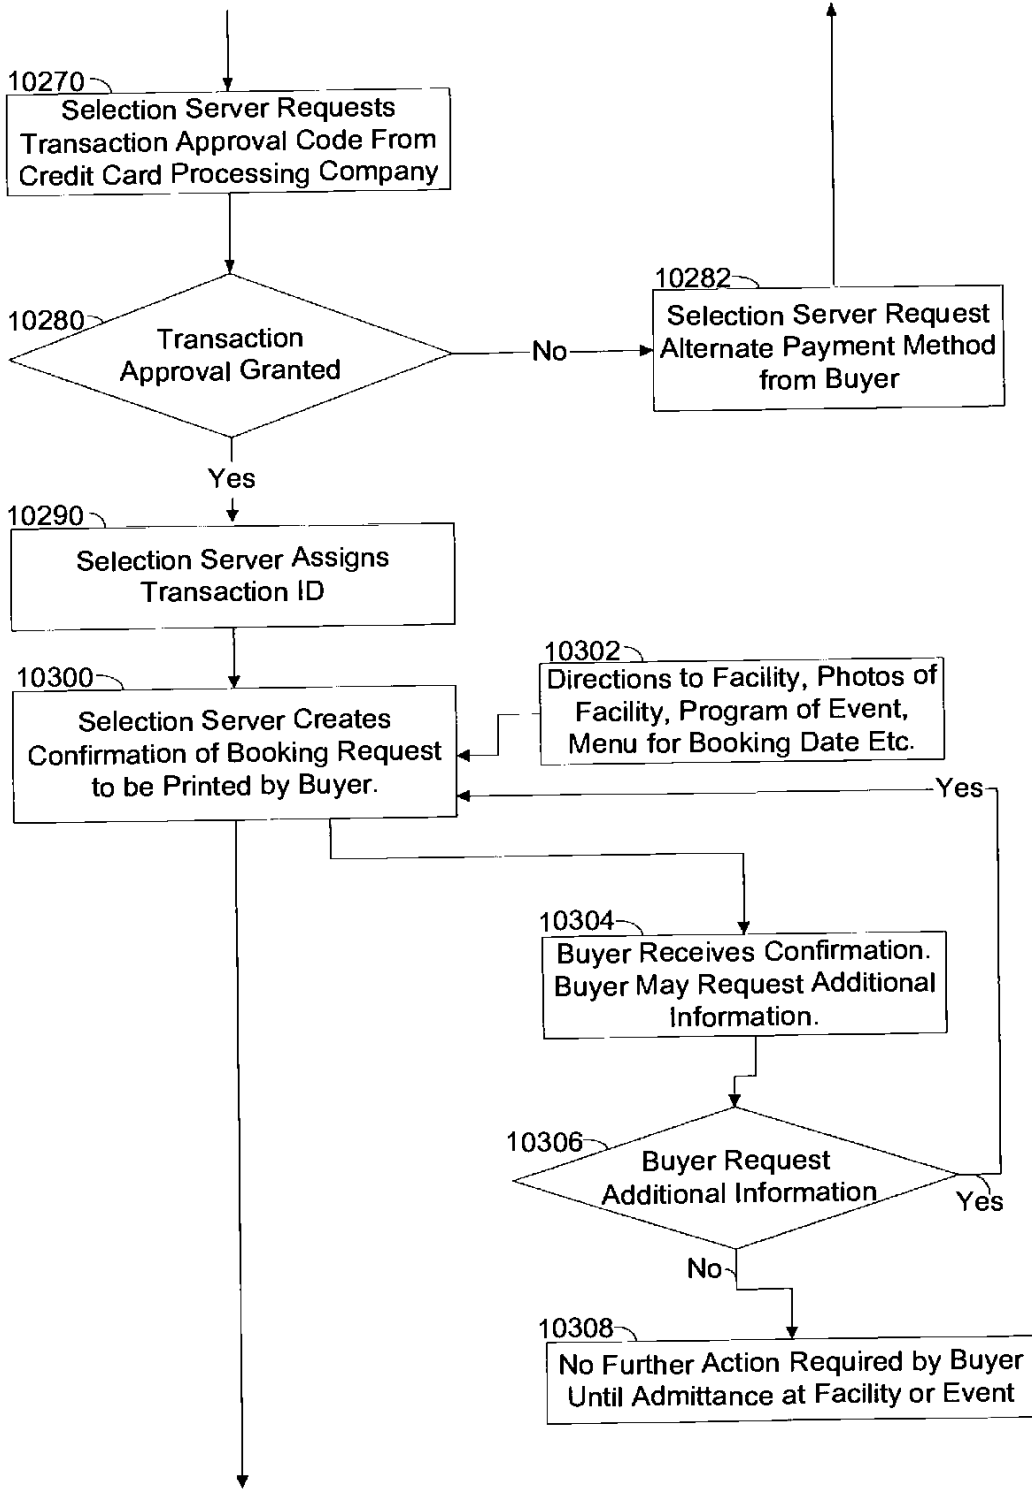 10270
Selection Server Requests
Transaction Approval Code From
Credit Card Processing Company
10280
Transaction
Approval Granted
No
10282
Selection Server Request
Alternate Payment Method
from Buyer
Yes
10290
Selection Server Assigns
Transaction ID
10300
Selection Server Creates
Confirmation of Booking Request
to be Printed by Buyer.
10302
Directions to Facility, Photos of
Facility, Program of Event,
Menu for Booking Date Etc.
Yes
10304
Buyer Receives Confirmation.
Buyer May Request Additional
Information.
10306
Buyer Request
Additional Information
Yes
No
10308
No Further Action Required by Buyer
Until Admittance at Facility or Event